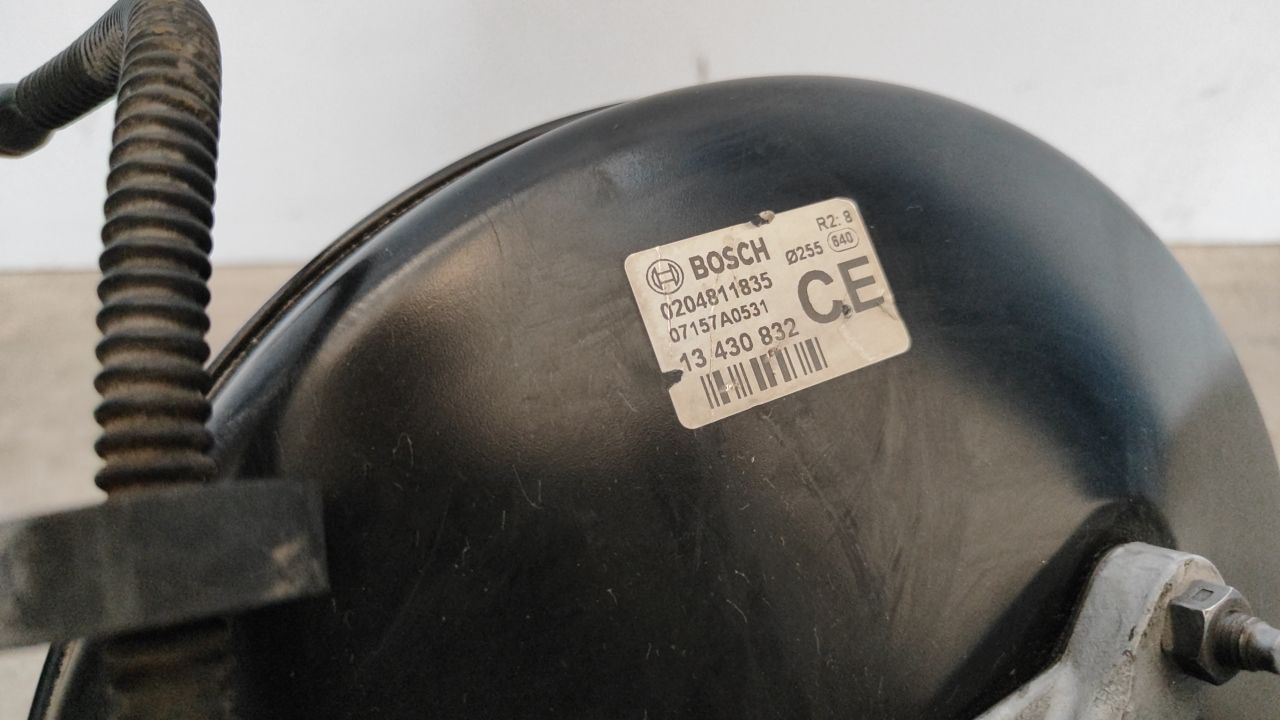 R2: 8
BOSCH Ø255 640
0204811835
CE
07157A0531
13 430 832